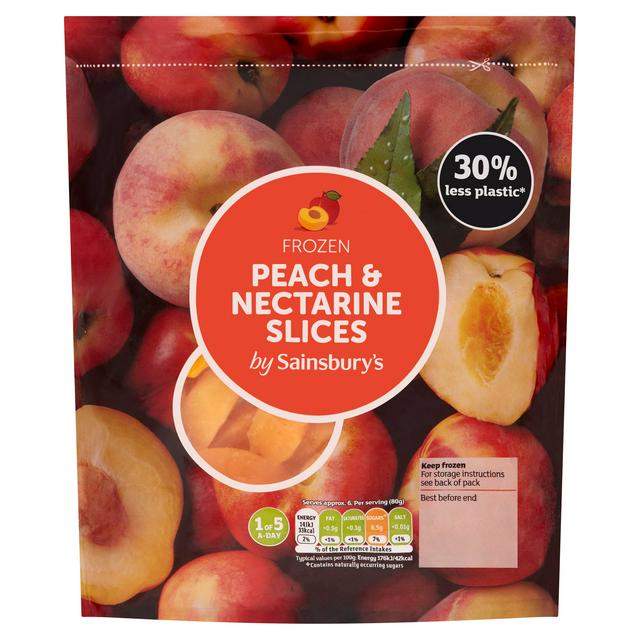 30%
less plastic*
FROZEN
PEACH &
NECTARINE
SLICES
by Sainsbury's
Keep frozen
For storage instructions
see back of pack
Best before end
Serves approx. 6. Per serving (80g)
1 OF 5
A-DAY
ENERGY FAT SATURATES SUGARS* SALT
141kJ
33kcal <0.5g <0.1g 6.5g <0.01g
2% <1% <1% 7% <1%
% of the Reference Intakes
Typical values per 100g: Energy 176kJ/42kcal
*Contains naturally occurring sugars